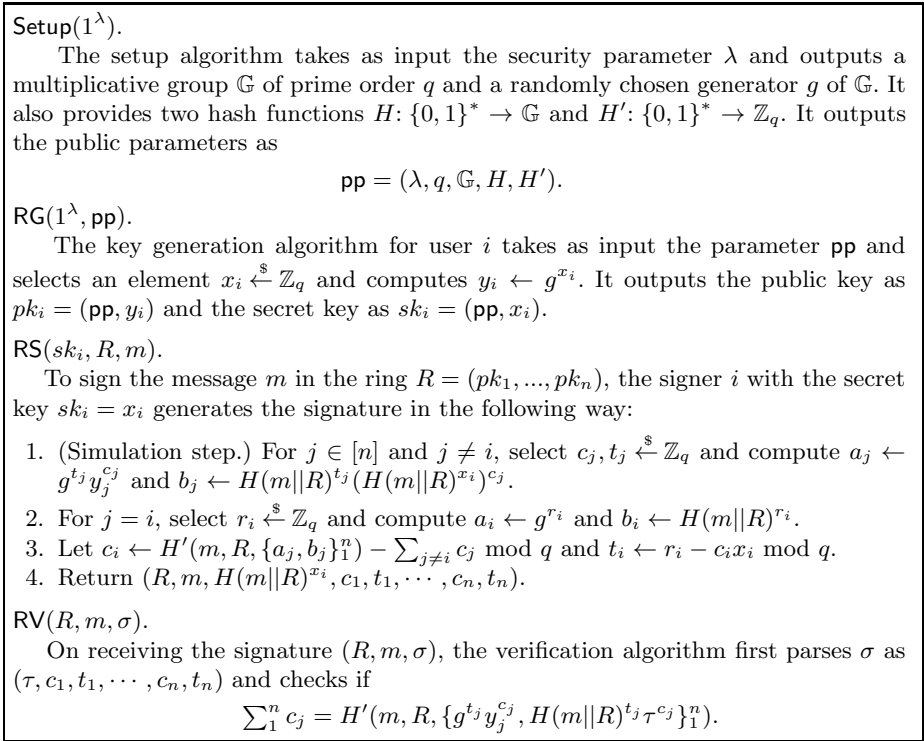 Setup(1^λ).
The setup algorithm takes as input the security parameter λ and outputs a
multiplicative group 𝔾 of prime order q and a randomly chosen generator g of 𝔾. It
also provides two hash functions H: {0, 1}^* → 𝔾 and H′: {0, 1}^* → ℤ_q. It outputs
the public parameters as
pp = (λ, q, 𝔾, H, H′).
RG(1^λ, pp).
The key generation algorithm for user i takes as input the parameter pp and
selects an element x_i ←$ ℤ_q and computes y_i ← g^{x_i}. It outputs the public key as
pk_i = (pp, y_i) and the secret key as sk_i = (pp, x_i).
RS(sk_i, R, m).
To sign the message m in the ring R = (pk_1, ..., pk_n), the signer i with the secret
key sk_i = x_i generates the signature in the following way:
1. (Simulation step.) For j ∈ [n] and j ≠ i, select c_j, t_j ←$ ℤ_q and compute a_j ←
g^{t_j} y_j^{c_j} and b_j ← H(m||R)^{t_j} (H(m||R)^{x_i})^{c_j}.
2. For j = i, select r_i ←$ ℤ_q and compute a_i ← g^{r_i} and b_i ← H(m||R)^{r_i}.
3. Let c_i ← H′(m, R, {a_j, b_j}_1^n) − ∑_{j≠i} c_j mod q and t_i ← r_i − c_i x_i mod q.
4. Return (R, m, H(m||R)^{x_i}, c_1, t_1, ⋯, c_n, t_n).
RV(R, m, σ).
On receiving the signature (R, m, σ), the verification algorithm first parses σ as
(τ, c_1, t_1, ⋯, c_n, t_n) and checks if
∑_1^n c_j = H′(m, R, {g^{t_j} y_j^{c_j}, H(m||R)^{t_j} τ^{c_j}}_1^n).